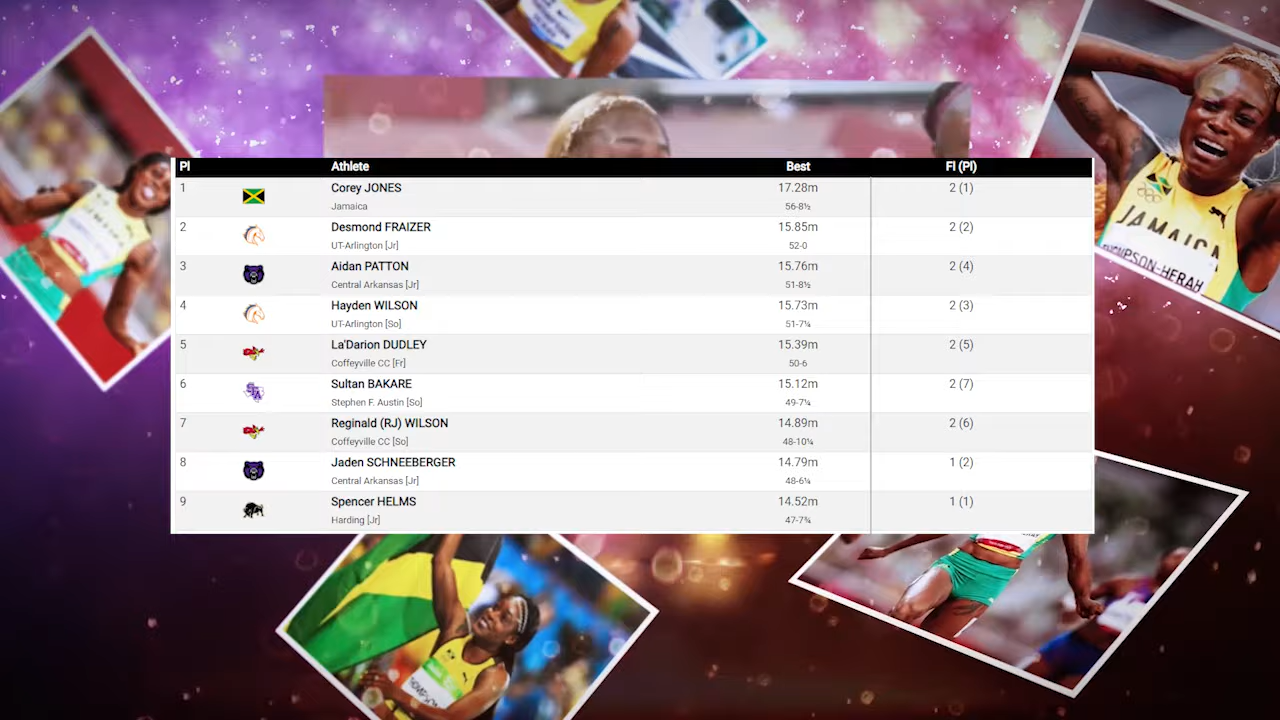 Pl Athlete Best Fl (Pl)
1 Corey JONES 17.28m 2 (1)
Jamaica 56-8½
2 Desmond FRAIZER 15.85m 2 (2)
UT-Arlington [Jr] 52-0
3 Aidan PATTON 15.76m 2 (4)
Central Arkansas [Jr] 51-8½
4 Hayden WILSON 15.73m 2 (3)
UT-Arlington [So] 51-7¼
5 La'Darion DUDLEY 15.39m 2 (5)
Coffeyville CC [Fr] 50-6
6 Sultan BAKARE 15.12m 2 (7)
Stephen F. Austin [So] 49-7¼
7 Reginald (RJ) WILSON 14.89m 2 (6)
Coffeyville CC [So] 48-10¼
8 Jaden SCHNEEBERGER 14.79m 1 (2)
Central Arkansas [Jr] 48-6¼
9 Spencer HELMS 14.52m 1 (1)
Harding [Jr] 47-7¾
JAMAICA
THOMPSON-HERAH